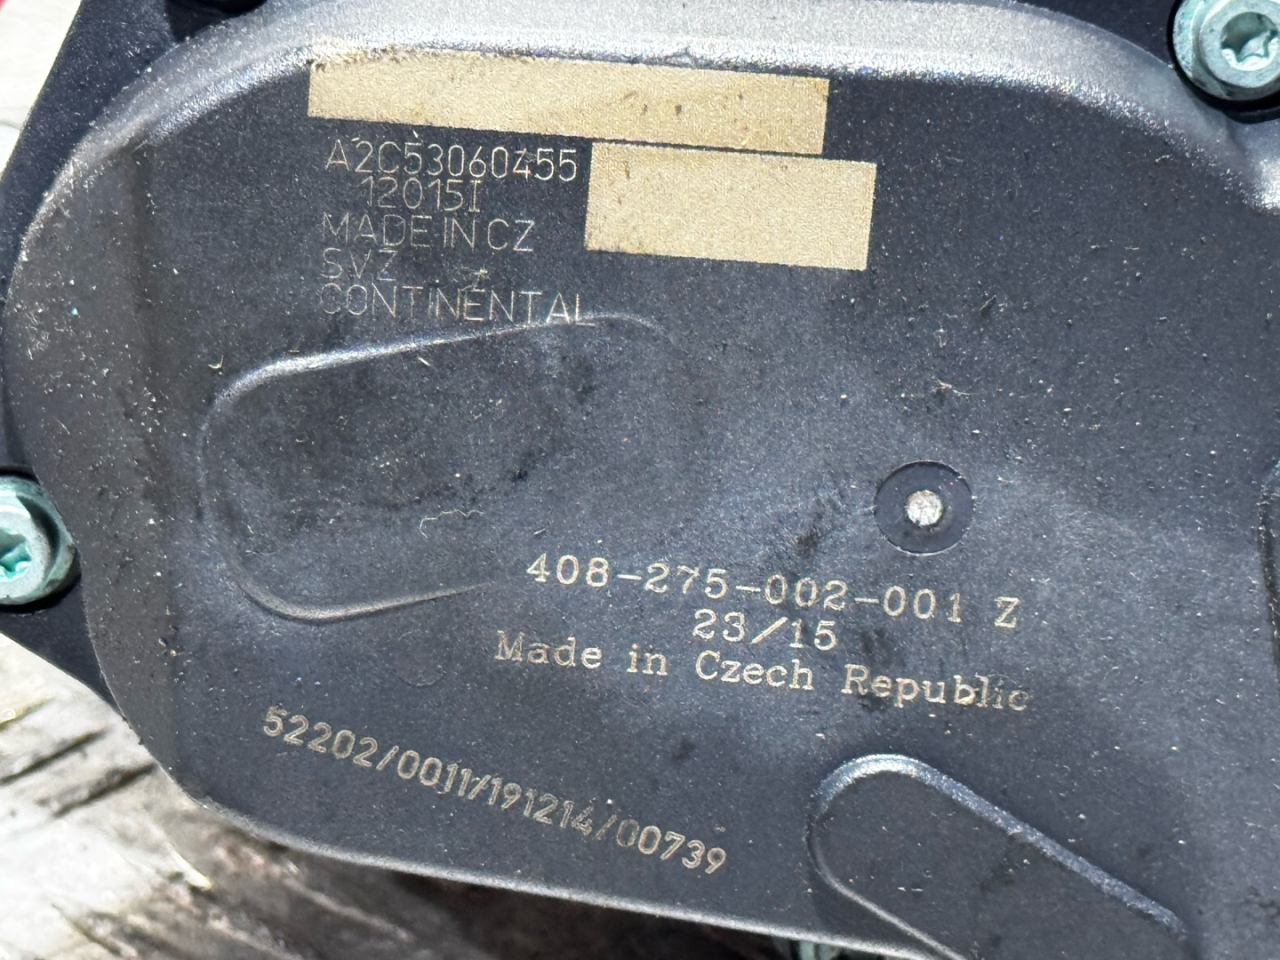 A2C53060455
12015I
MADE IN CZ
SVZ
CONTINENTAL
408-275-002-001 Z
23/15
Made in Czech Republic
52202/0011/191214/00739